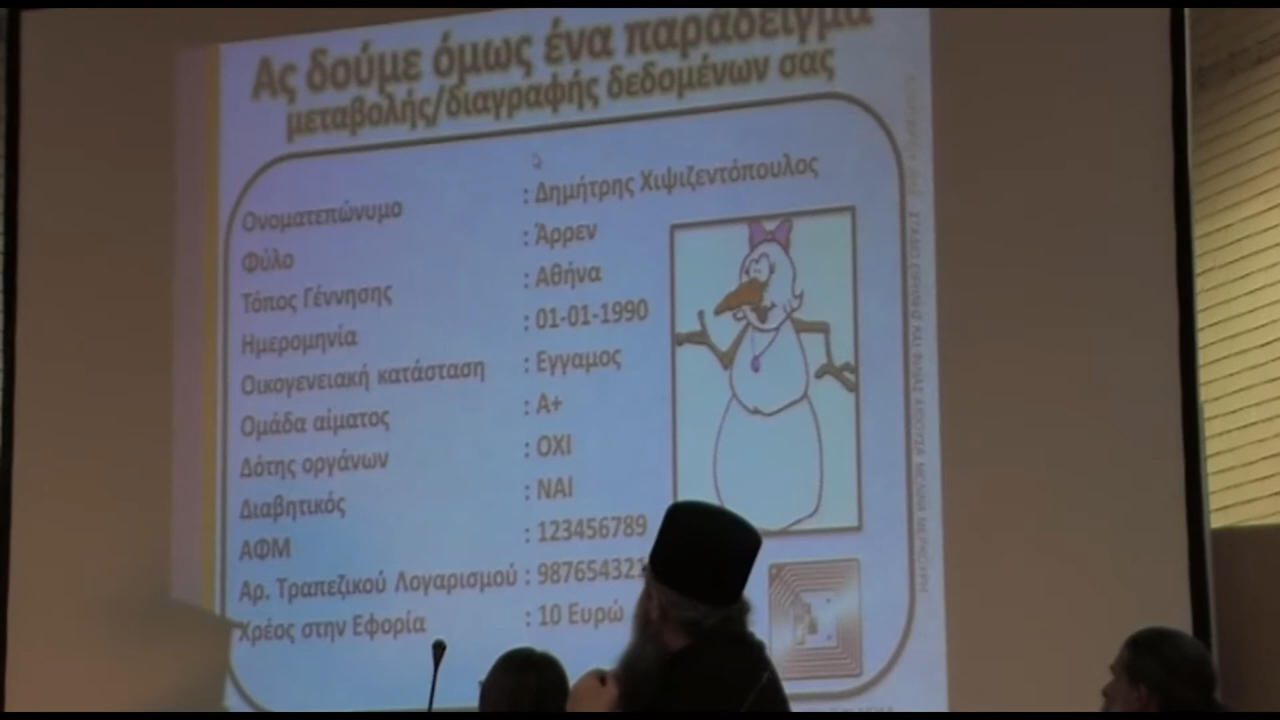 Ας δούμε όμως ένα παράδειγμα
μεταβολής/διαγραφής δεδομένων σας
Ονοματεπώνυμο : Δημήτρης Χιψιζεντόπουλος
Φύλο : Άρρεν
Τόπος Γέννησης : Αθήνα
Ημερομηνία : 01-01-1990
Οικογενειακή κατάσταση : Εγγαμος
Ομάδα αίματος : Α+
Δότης οργάνων : ΟΧΙ
Διαβητικός : ΝΑΙ
ΑΦΜ : 123456789
Αρ. Τραπεζικού Λογαρισμού : 987654321
Χρέος στην Εφορία : 10 Ευρώ